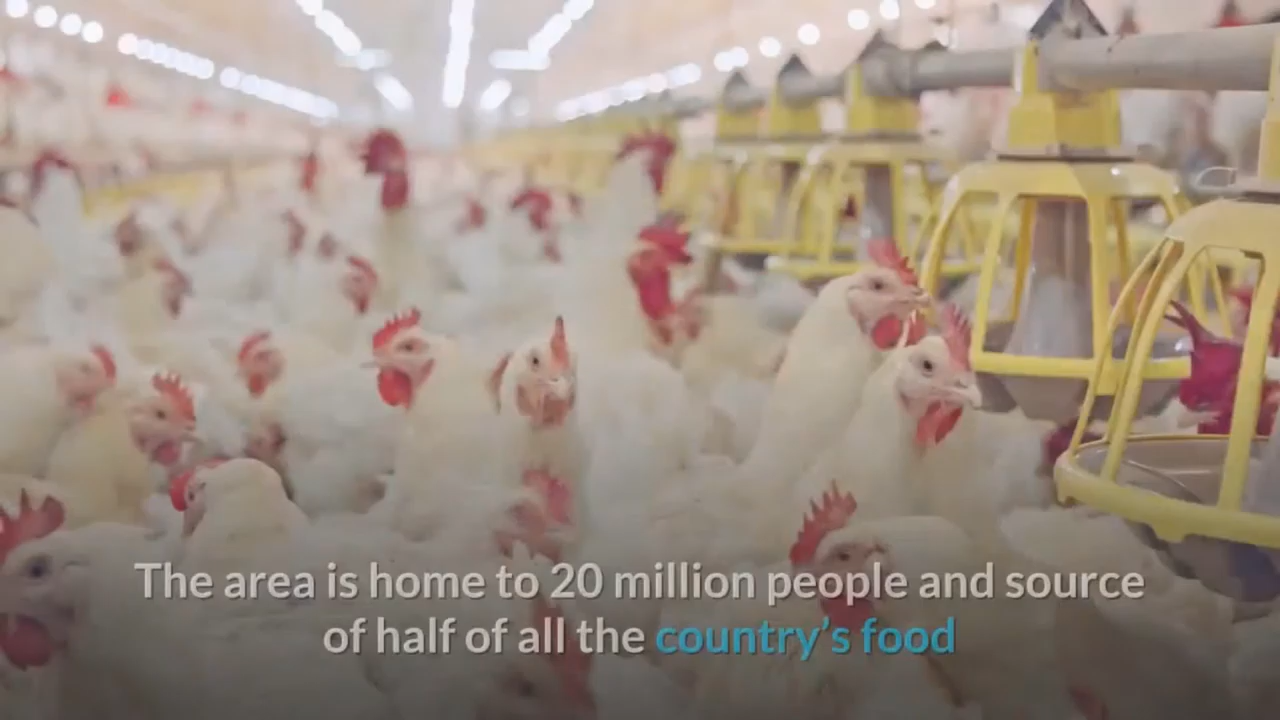 The area is home to 20 million people and source
of half of all the country's food